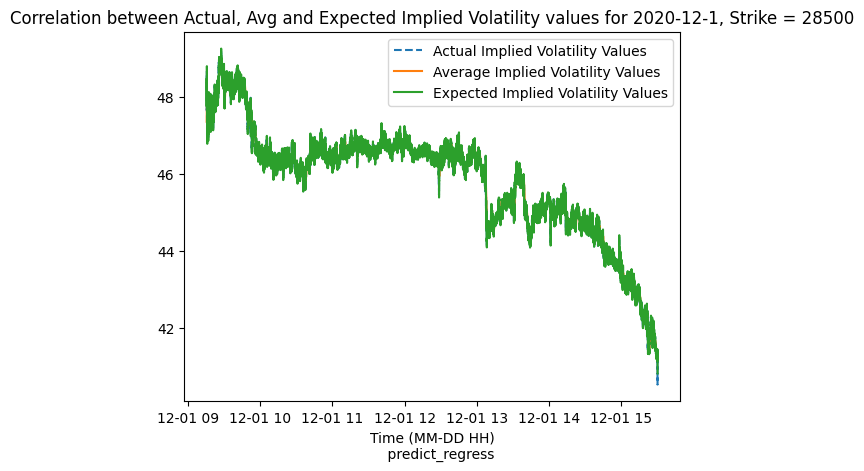 Correlation between Actual, Avg and Expected Implied Volatility values for 2020-12-1, Strike = 28500
Actual Implied Volatility Values
Average Implied Volatility Values
Expected Implied Volatility Values
48
46
44
42
12-01 09 12-01 10 12-01 11 12-01 12 12-01 13 12-01 14 12-01 15
Time (MM-DD HH)
predict_regress